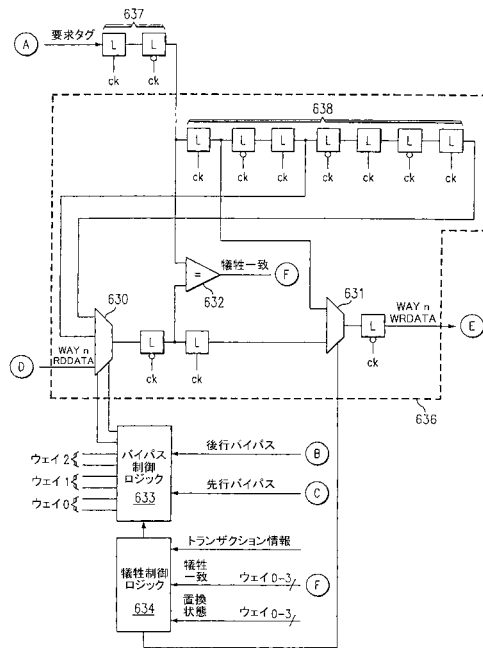 637
A
要求タグ
L
L
ck
ck
638
L
L
L
L
L
L
L
ck
ck
ck
ck
ck
ck
ck
犠牲一致
F
=
632
630
631
WAY n
RDDATA
D
L
L
ck
ck
L
ck
WAY n
WRDATA
E
636
バイパス
制御
ロジック
633
ウェイ 2
ウェイ 1
ウェイ 0
後行バイパス
B
先行バイパス
C
犠牲制御
ロジック
634
トランザクション情報
犠牲
一致
ウェイ 0-3
F
置換
状態
ウェイ 0-3